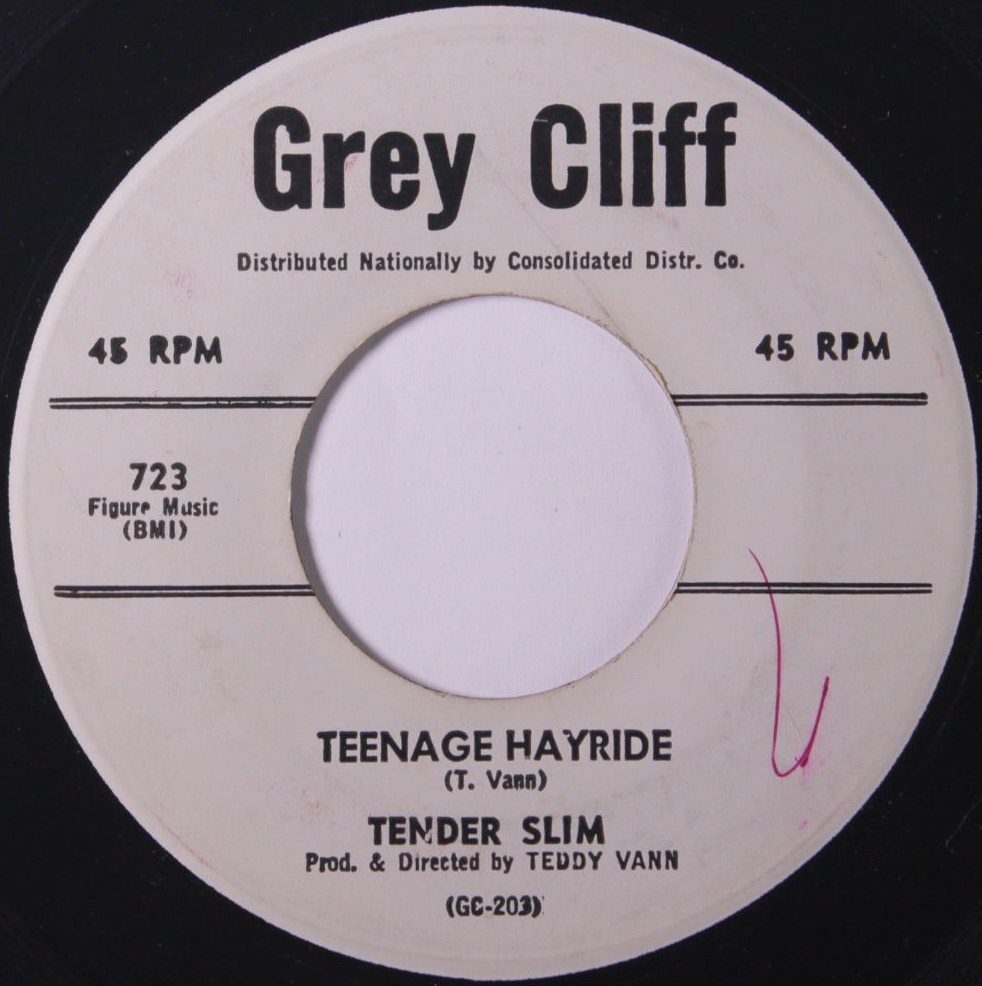 Grey Cliff
Distributed Nationally by Consolidated Distr. Co.
45 RPM 45 RPM
723
Figure Music
(BMI)
TEENAGE HAYRIDE
(T. Vann)
TENDER SLIM
Prod. & Directed by TEDDY VANN
(GC-203)